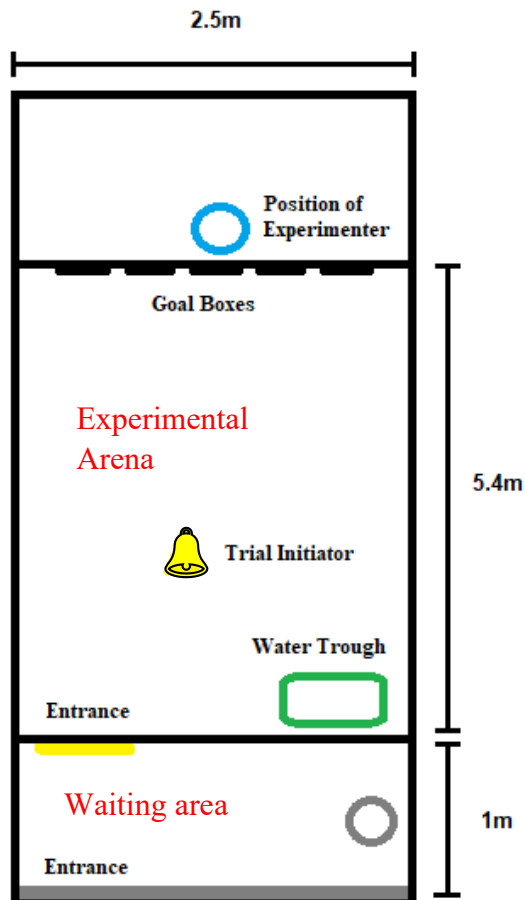 2.5m
Position of
Experimenter
Goal Boxes
Experimental
Arena
5.4m
Trial Initiator
Water Trough
Entrance
Waiting area
1m
Entrance